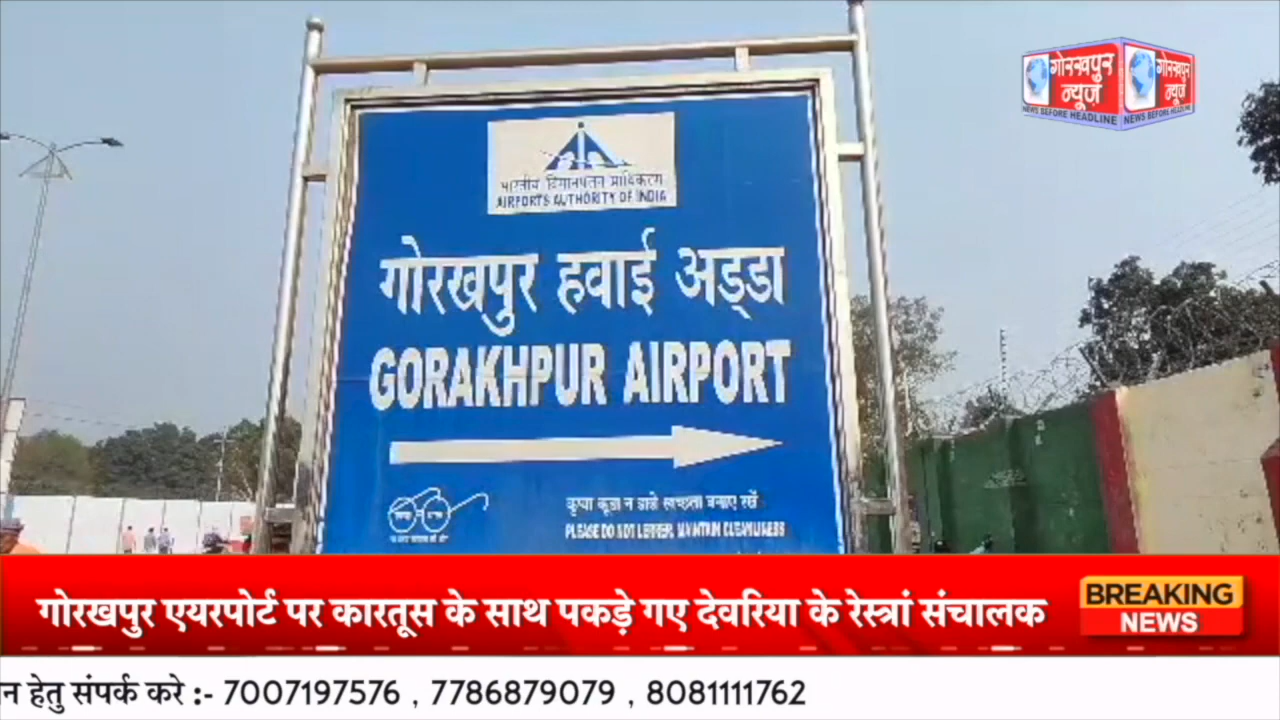 गोरखपुर
न्यूज़
NEWS BEFORE HEADLINE
गोरखपुर
न्यूज़
NEWS BEFORE HEADLINE
भारतीय विमानपत्तन प्राधिकरण
AIRPORTS AUTHORITY OF INDIA
गोरखपुर हवाई अड्डा
GORAKHPUR AIRPORT
कृपया कूड़ा न डाले स्वच्छता बनाए रखें
PLEASE DO NOT LITTER, MAINTAIN CLEANLINESS
गोरखपुर एयरपोर्ट पर कारतूस के साथ पकड़े गए देवरिया के रेस्त्रां संचालक
BREAKING
NEWS
न हेतु संपर्क करे :- 7007197576 , 7786879079 , 8081111762